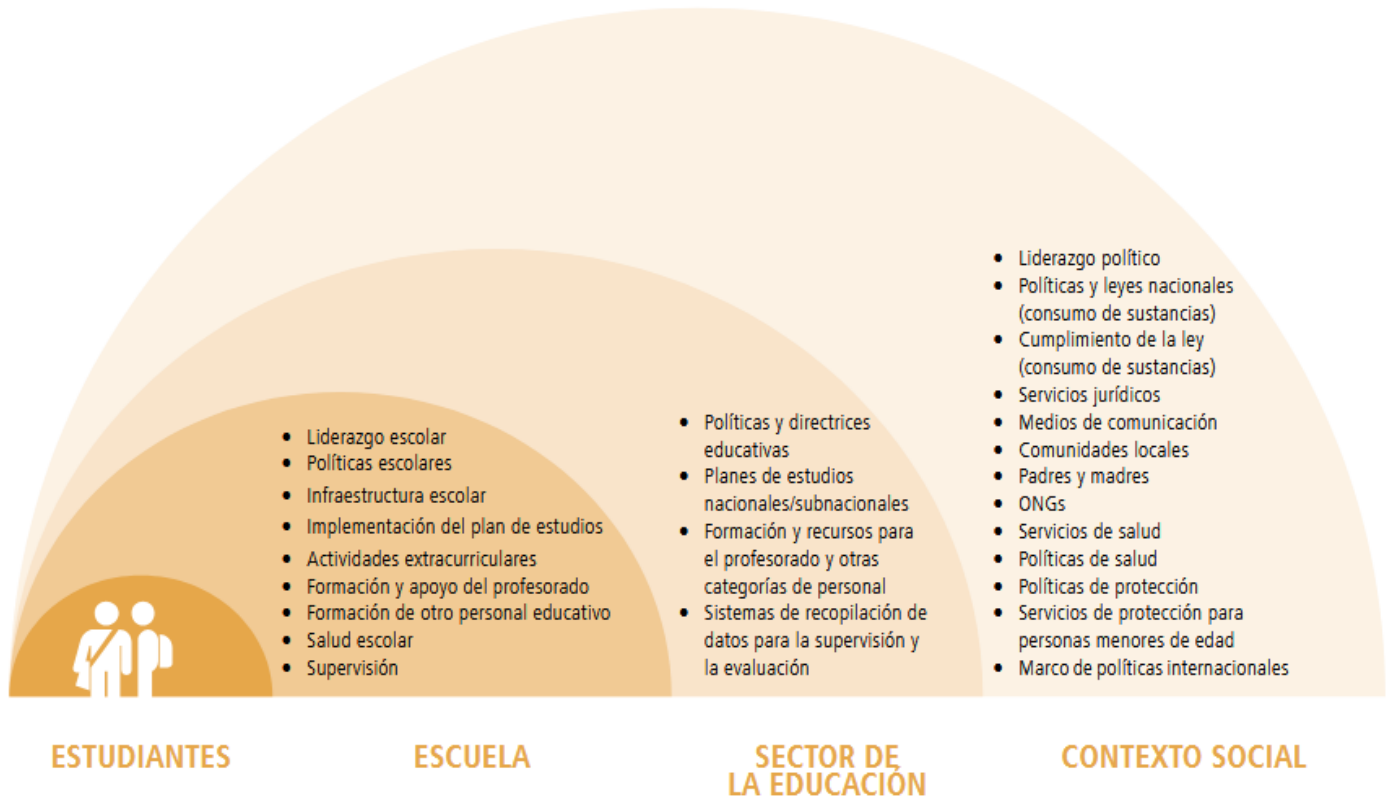 • Liderazgo escolar
• Políticas escolares
• Infraestructura escolar
• Implementación del plan de estudios
• Actividades extracurriculares
• Formación y apoyo del profesorado
• Formación de otro personal educativo
• Salud escolar
• Supervisión
• Políticas y directrices
educativas
• Planes de estudios
nacionales/subnacionales
• Formación y recursos para
el profesorado y otras
categorías de personal
• Sistemas de recopilación de
datos para la supervisión y
la evaluación
• Liderazgo político
• Políticas y leyes nacionales
(consumo de sustancias)
• Cumplimiento de la ley
(consumo de sustancias)
• Servicios jurídicos
• Medios de comunicación
• Comunidades locales
• Padres y madres
• ONGs
• Servicios de salud
• Políticas de salud
• Políticas de protección
• Servicios de protección para
personas menores de edad
• Marco de políticas internacionales
ESTUDIANTES
ESCUELA
SECTOR DE
LA EDUCACIÓN
CONTEXTO SOCIAL